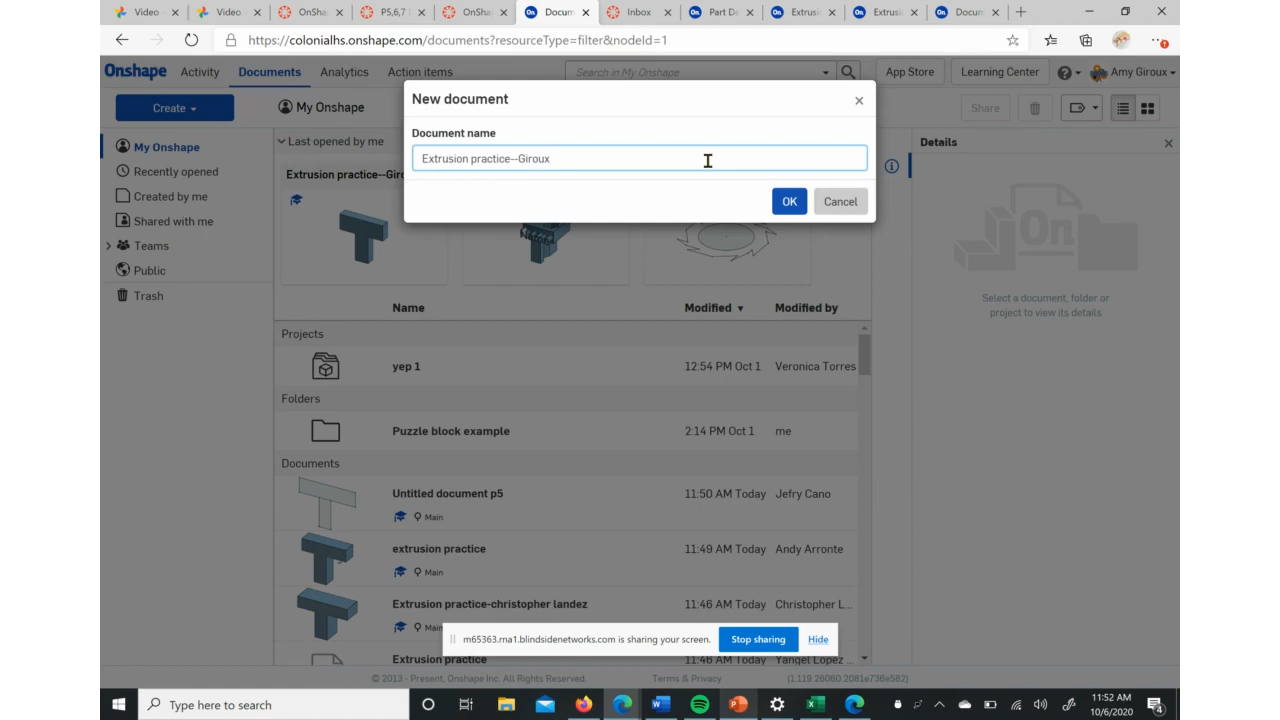 Video
Video
OnSha
P5,6,7
OnSha
Docum
Inbox
Part De
Extrusi
Extrusi
Docum
https://colonialhs.onshape.com/documents?resourceType=filter&nodeId=1
Onshape
Activity
Documents
Analytics
Action items
Search in My Onshape
App Store
Learning Center
Amy Giroux
Create
My Onshape
Share
New document
Document name
Extrusion practice--Giroux
OK
Cancel
My Onshape
Recently opened
Created by me
Shared with me
Teams
Public
Trash
Last opened by me
Extrusion practice--Giro
Details
Select a document, folder or
project to view its details
Name
Modified
Modified by
Projects
yep 1
12:54 PM Oct 1
Veronica Torres
Folders
Puzzle block example
2:14 PM Oct 1
me
Documents
Untitled document p5
11:50 AM Today
Jefry Cano
Main
extrusion practice
11:49 AM Today
Andy Arronte
Main
Extrusion practice-christopher landez
11:46 AM Today
Christopher L...
Main
Extrusion practice
11:46 AM Today
Yangel Lopez ...
m65363.rna1.blindsidenetworks.com is sharing your screen.
Stop sharing
Hide
© 2013 - Present, Onshape Inc. All Rights Reserved.
Terms & Privacy
(1.119.26080.2081e736e582)
Type here to search
11:52 AM
10/6/2020
4